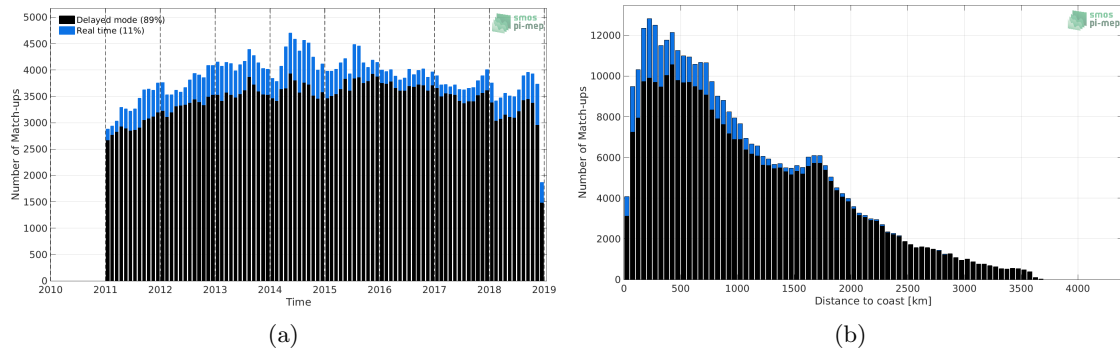 Delayed mode (89%)
Real time (11%)
smos
pi-mep
Number of Match-ups
5000
4500
4000
3500
3000
2500
2000
1500
1000
500
0
2010 2011 2012 2013 2014 2015 2016 2017 2018 2019
Time
(a)
smos
pi-mep
Number of Match-ups
12000
10000
8000
6000
4000
2000
0
0 500 1000 1500 2000 2500 3000 3500 4000
Distance to coast [km]
(b)